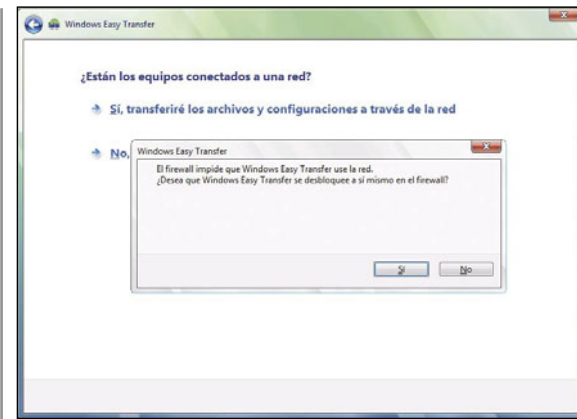 Windows Easy Transfer
¿Están los equipos conectados a una red?
Sí, transferiré los archivos y configuraciones a través de la red
No,
Windows Easy Transfer
El firewall impide que Windows Easy Transfer use la red.
¿Desea que Windows Easy Transfer se desbloquee a sí mismo en el firewall?
Sí
No